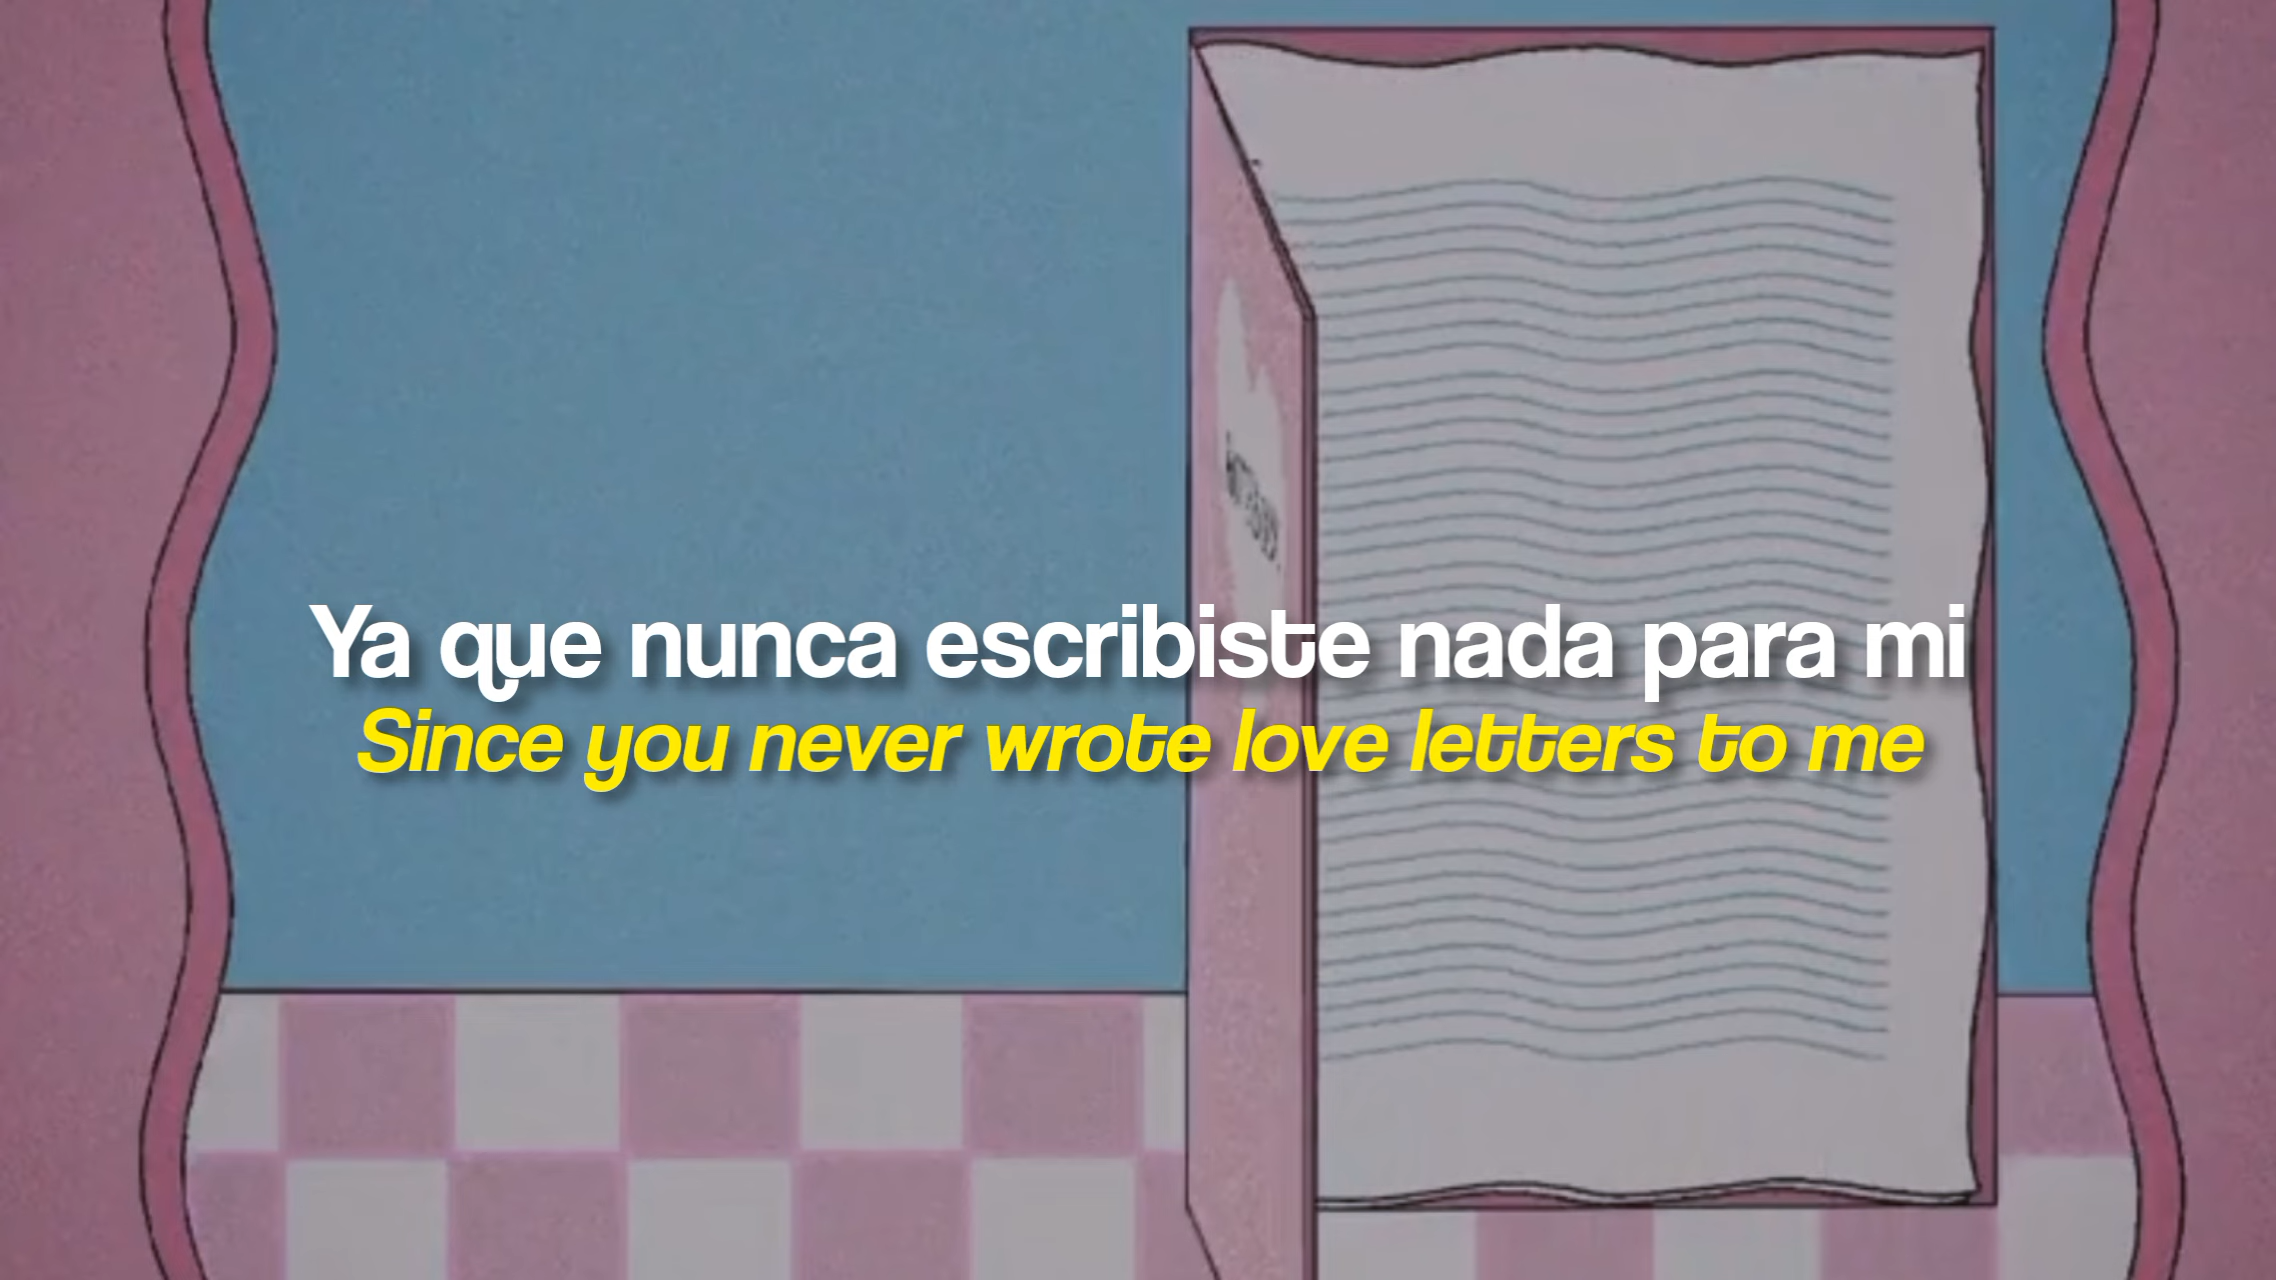 Ya que nunca escribiste nada para mi
Since you never wrote love letters to me